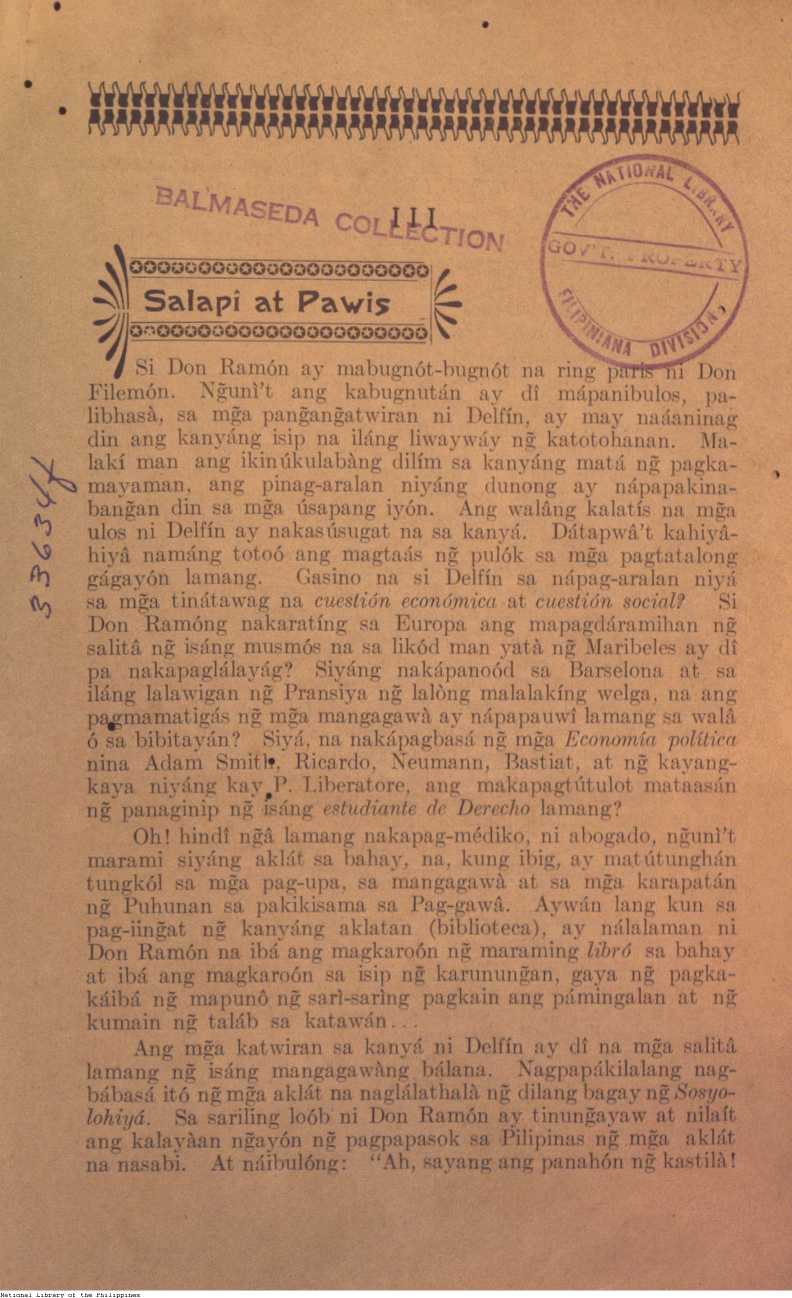 BALMASEDA COLLECTION
III
THE NATIONAL LIBRARY
GOV'T. PROPERTY
FILIPINIANA DIVISION
Salapî at Pawis
Si Don Ramón ay mabugnót-bugnót na ring parís ni Don
Filemón. Ng̃unì't ang kabugnután ay dî mápanibulos, pa-
libhasà, sa mg̃a pang̃ang̃atwiran ni Delfín, ay may naáaninag
din ang kanyáng isip na iláng liwaywáy ng̃ katotohanan. Ma-
lakí man ang ikinúkulabàng dilím sa kanyáng matá ng̃ pagka-
mayaman, ang pinag-aralan niyáng dunong ay nápapakina-
bang̃an din sa mg̃a úsapang iyón. Ang walâng kalatís na mg̃a
ulos ni Delfín ay nakasúsugat na sa kanyá. Dátapwâ't kahiyâ-
hiyâ namáng totoó ang magtaás ng̃ pulók sa mg̃a pagtatalong
gágayón lamang. Gasino na si Delfín sa nápag-aralan niyá
sa mg̃a tinátawag na cuestión económica at cuestión social? Si
Don Ramóng nakaratíng sa Europa ang mapagdáramihan ng̃
salitâ ng̃ isáng musmós na sa likód man yatà ng̃ Maribeles ay dî
pa nakapaglálayág? Siyáng nakápanoód sa Barselona at sa
iláng lalawigan ng̃ Pransiya ng̃ lalòng malalakíng welga, na ang
pagmamatigás ng̃ mg̃a mangagawà ay nápapauwî lamang sa walâ
ó sa bibitayán? Siyá, na nakápagbasá ng̃ mg̃a Economía política
nina Adam Smith, Ricardo, Neumann, Bastiat, at ng̃ kayang-
kaya niyáng kay P. Liberatore, ang makapagtútulot mataasán
ng̃ panaginip ng̃ isáng estudiante de Derecho lamang?
Oh! hindî ng̃â lamang nakapag-médiko, ni abogado, ng̃unì't
marami siyáng aklát sa bahay, na, kung ibig, ay matútunghán
tungkól sa mg̃a pag-upa, sa mangagawà at sa mg̃a karapatán
ng̃ Puhunan sa pakikisama sa Pag-gawâ. Aywán lang kun sa
pag-iing̃at ng̃ kanyáng aklatan (biblioteca), ay nálalaman ni
Don Ramón na ibá ang magkaroón ng̃ maraming libró sa bahay
at ibá ang magkaroón sa isip ng̃ karunung̃an, gaya ng̃ pagka-
káibá ng̃ mapunô ng̃ sarì-saring pagkain ang pámingalan at ng̃
kumain ng̃ taláb sa katawán...
Ang mg̃a katwiran sa kanyá ni Delfín ay dî na mg̃a salitâ
lamang ng̃ isáng mangagawàng bálana. Nagpapákilalang nag-
bábasá itó ng̃ mg̃a aklát na naglálathalà ng̃ dilang bagay ng̃ Sosyo-
lohiyá. Sa sariling loób ni Don Ramón ay tinung̃ayaw at nilaít
ang kalayàan ng̃ayón ng̃ pagpapasok sa Pilipinas ng̃ mg̃a aklát
na nasabi. At náibulóng: "Ah, sayang ang panahón ng̃ kastilà!
33634
National Library of the Philippines